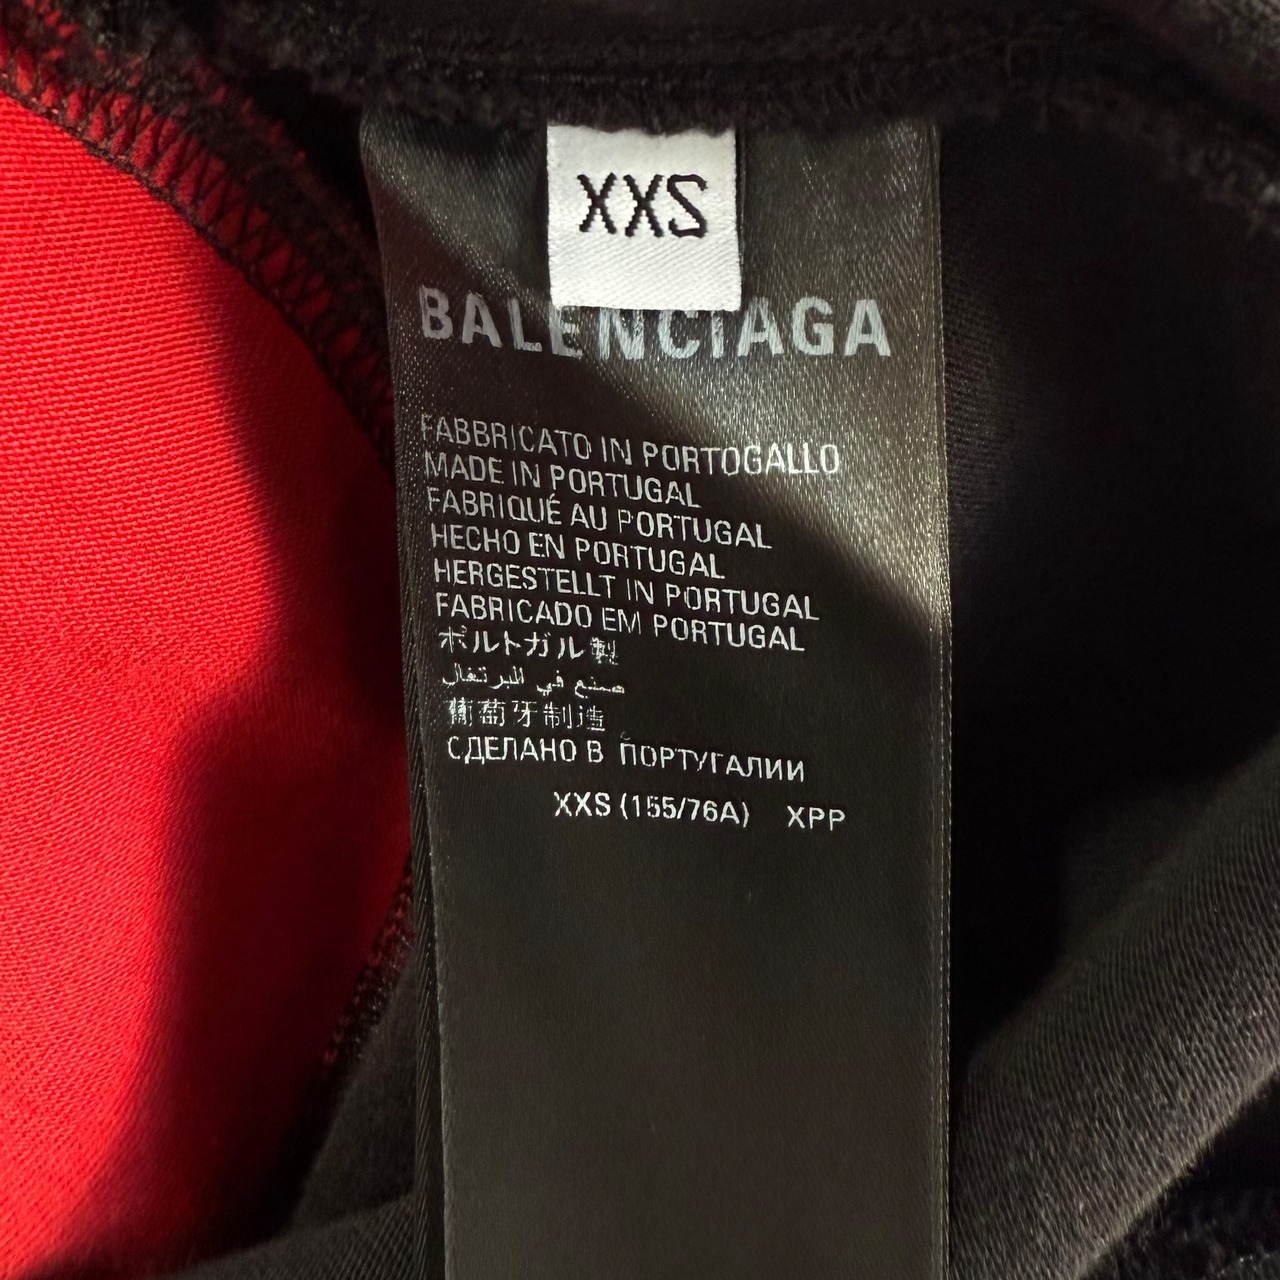 XXS
BALENCIAGA
FABBRICATO IN PORTOGALLO
MADE IN PORTUGAL
FABRIQUÉ AU PORTUGAL
HECHO EN PORTUGAL
HERGESTELLT IN PORTUGAL
FABRICADO EM PORTUGAL
ポルトガル製
صنع في البرتغال
葡萄牙制造
СДЕЛАНО В ПОРТУГАЛИИ
XXS (155/76A) XPP